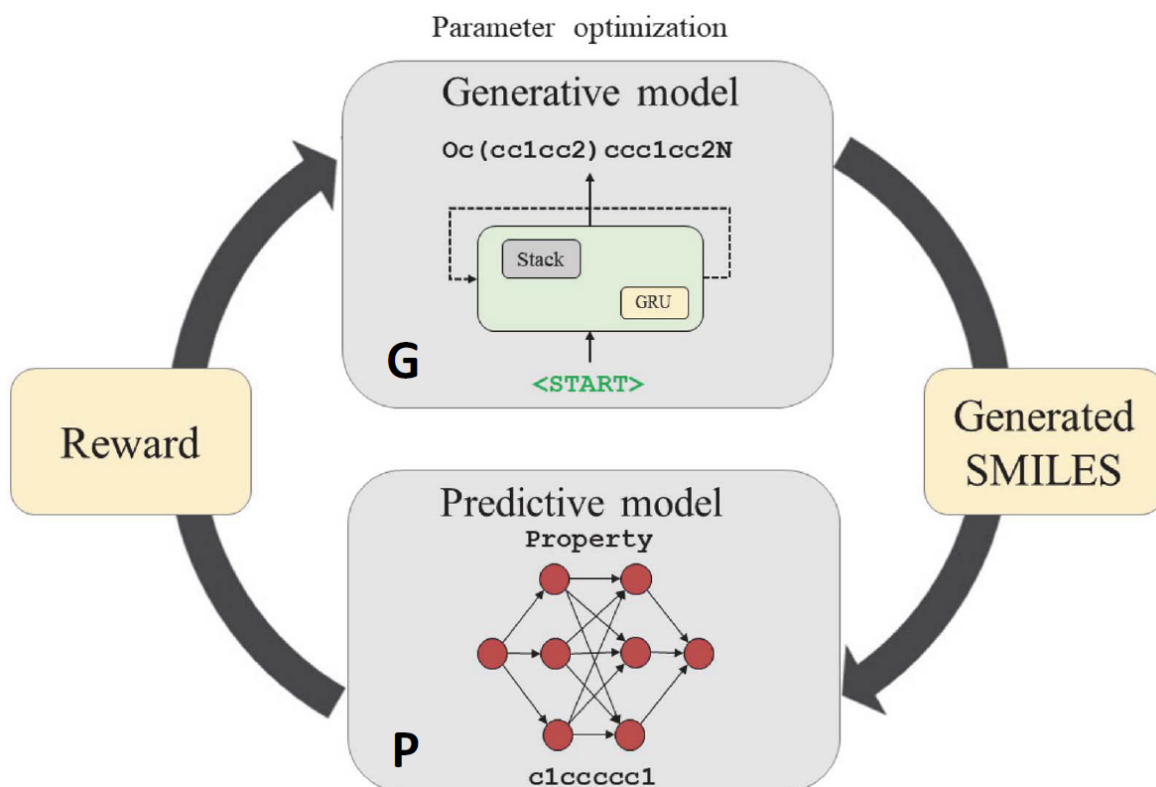 Parameter optimization
Generative model
Oc(cc1cc2)ccc1cc2N
Stack
GRU
G
<START>
Reward
Generated
SMILES
Predictive model
Property
P
c1ccccc1